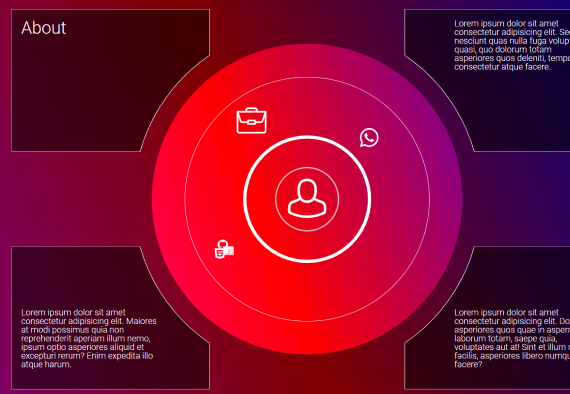 About
Lorem ipsum dolor sit amet
consectetur adipisicing elit. Sed
nesciunt quas nulla fuga volup
quasi, quo dolorum totam
asperiores quos deleniti, tempo
consectetur atque facere.
Lorem ipsum dolor sit amet
consectetur adipisicing elit. Maiores
at modi possimus quia non
reprehenderit aperiam illum nemo,
ipsum optio asperiores aliquid et
excepturi rerum? Enim expedita illo
atque harum.
Lorem ipsum dolor sit amet
consectetur adipisicing elit. Do
asperiores quos quae in aspern
laborum totam, saepe quia,
voluptates aut at! Sint et illum
facilis, asperiores libero numqu
facere?